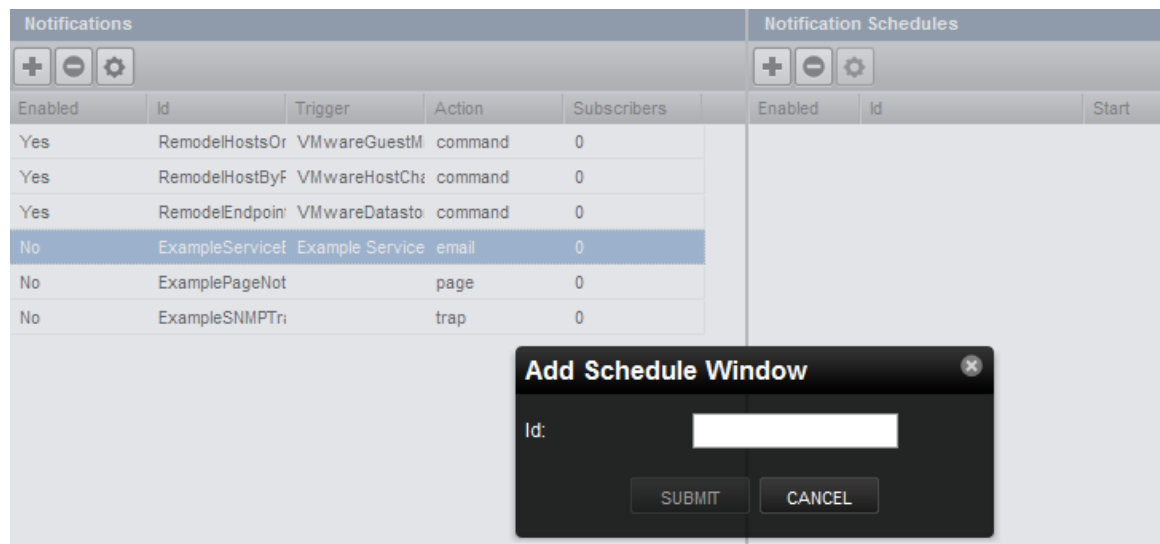 Notifications
Notification Schedules
Enabled Id Trigger Action Subscribers
Enabled Id Start
Yes RemodelHostsOr VMwareGuestMi command 0
Yes RemodelHostByF VMwareHostCha command 0
Yes RemodelEndpoint VMwareDatasto command 0
No ExampleServiceE Example Service email 0
No ExamplePageNot page 0
No ExampleSNMPTra trap 0
Add Schedule Window
Id:
SUBMIT CANCEL